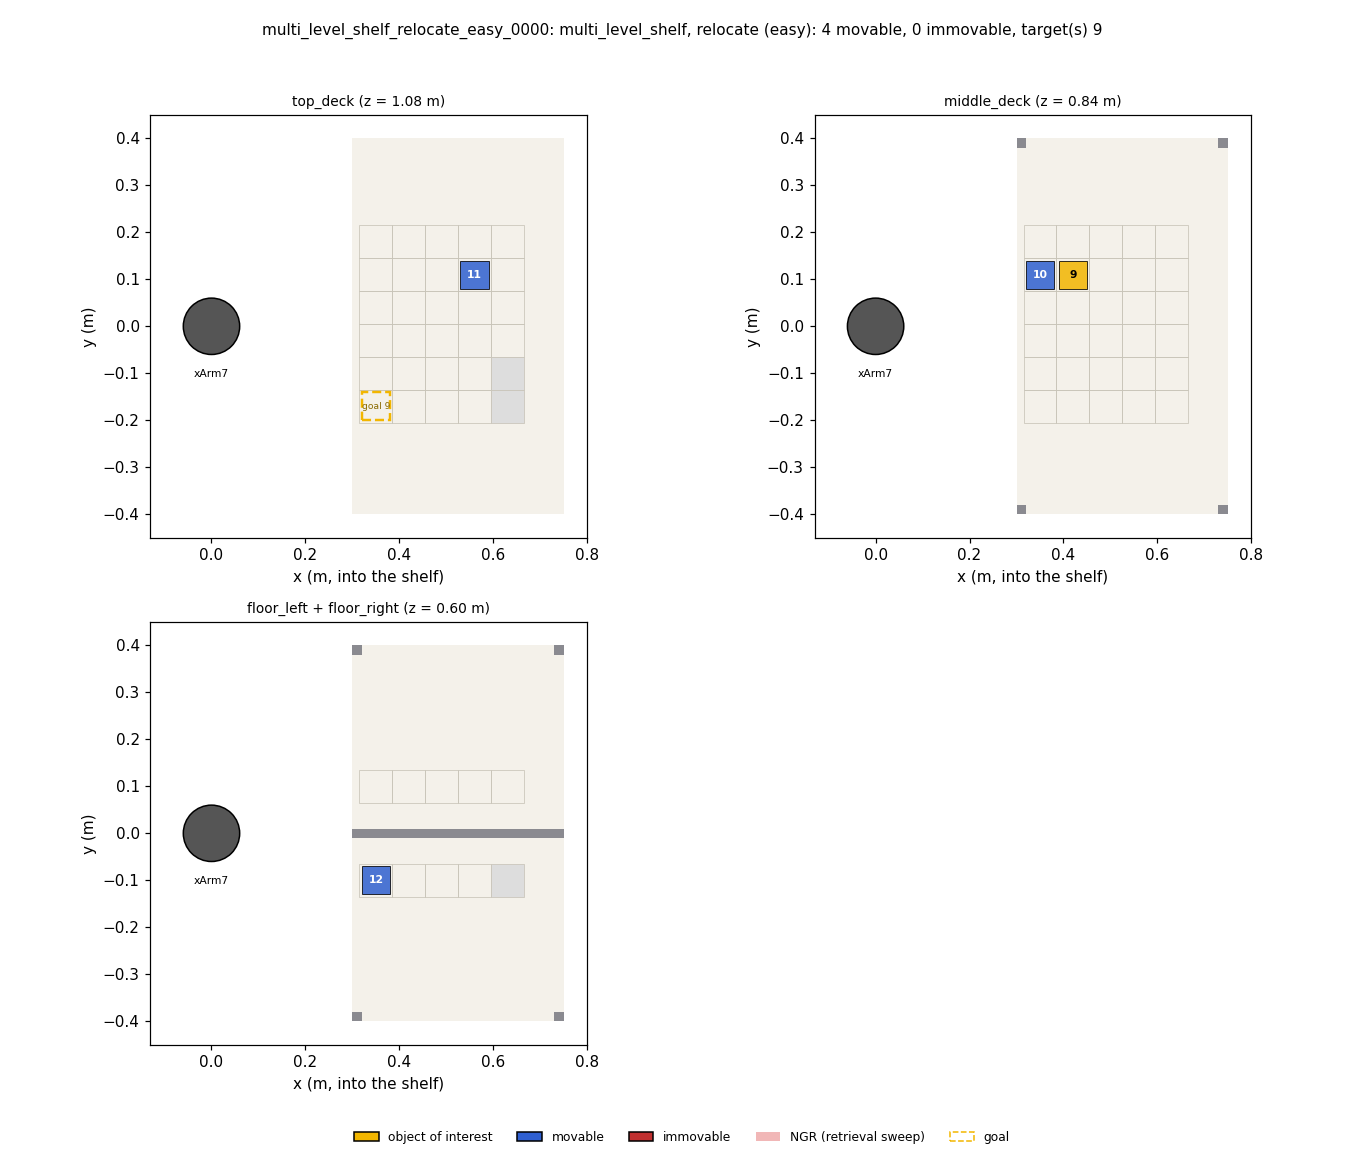 multi_level_shelf_relocate_easy_0000: multi_level_shelf, relocate (easy): 4 movable, 0 immovable, target(s) 9
top_deck (z = 1.08 m)
0.4
0.3
0.2
0.1
0.0
−0.1
−0.2
−0.3
−0.4
y (m)
11
xArm7
goal 9
0.0
0.2
0.4
0.6
0.8
x (m, into the shelf)
middle_deck (z = 0.84 m)
0.4
0.3
0.2
0.1
0.0
−0.1
−0.2
−0.3
−0.4
y (m)
10
9
xArm7
0.0
0.2
0.4
0.6
0.8
x (m, into the shelf)
floor_left + floor_right (z = 0.60 m)
0.4
0.3
0.2
0.1
0.0
−0.1
−0.2
−0.3
−0.4
y (m)
xArm7
12
0.0
0.2
0.4
0.6
0.8
x (m, into the shelf)
object of interest
movable
immovable
NGR (retrieval sweep)
goal